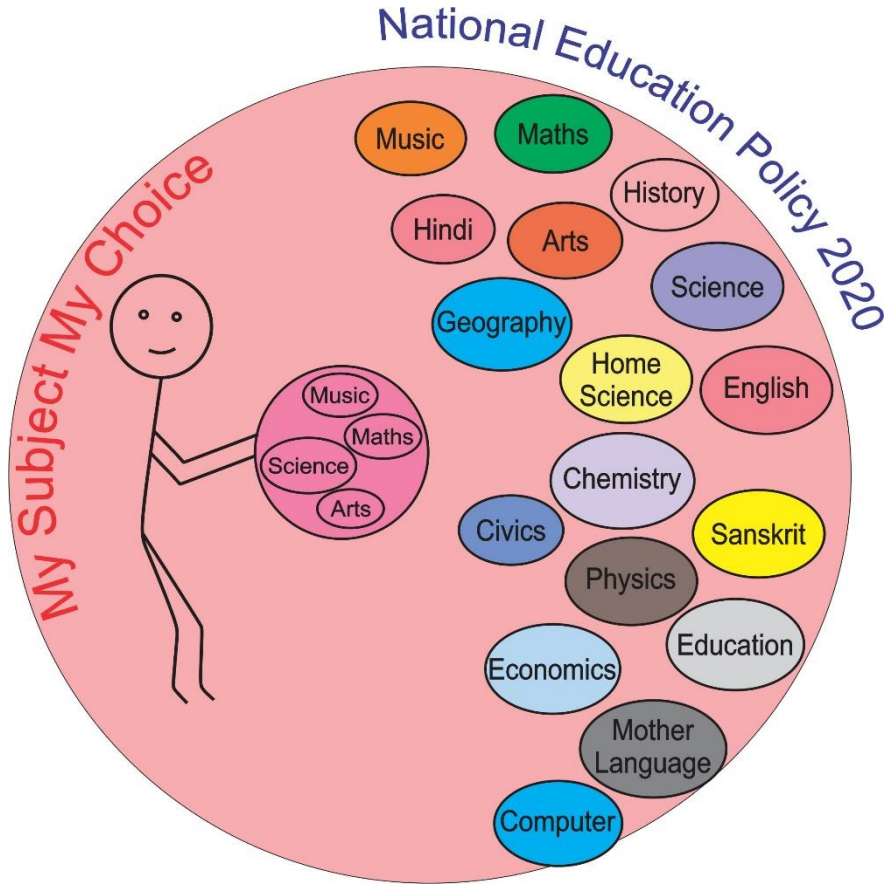 National Education Policy 2020
My Subject My Choice
Music
Maths
History
Hindi
Arts
Science
Geography
Home
Science
English
Music
Maths
Science
Arts
Chemistry
Civics
Sanskrit
Physics
Education
Economics
Mother
Language
Computer